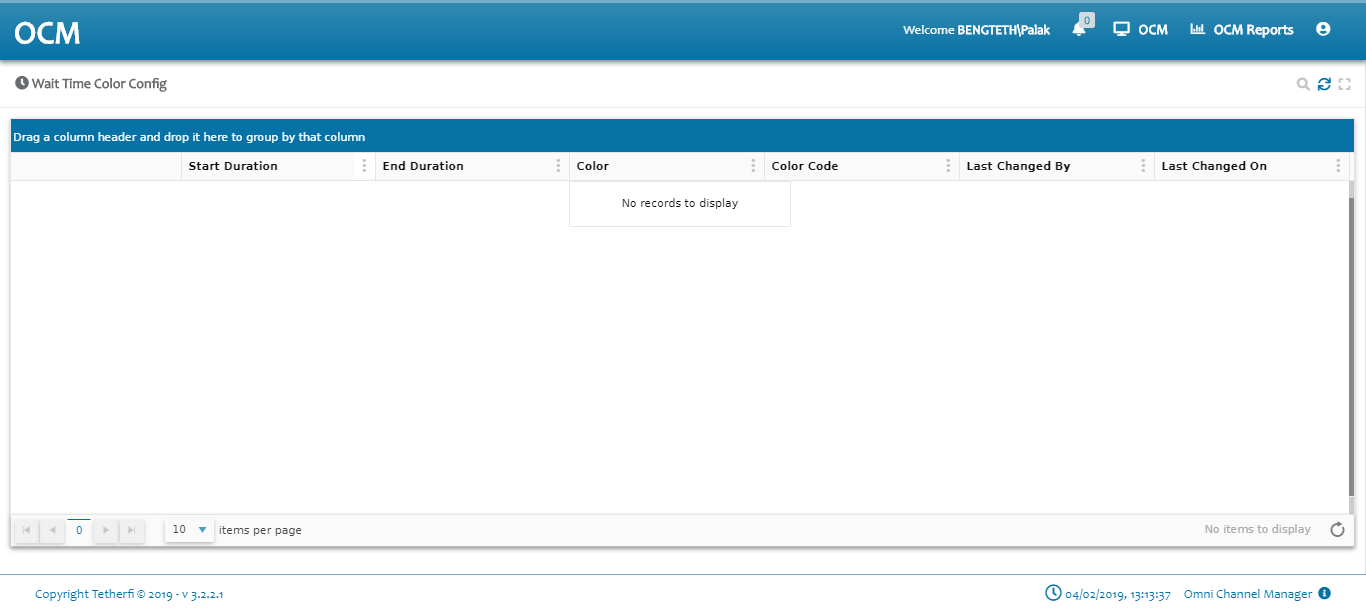 OCM
Welcome BENGTETH\Palak
0
OCM
OCM Reports
Wait Time Color Config
Drag a column header and drop it here to group by that column
Start Duration
End Duration
Color
Color Code
Last Changed By
Last Changed On
No records to display
0
10
items per page
No items to display
Copyright Tetherfi © 2019 - v 3.2.2.1
04/02/2019, 13:13:37
Omni Channel Manager